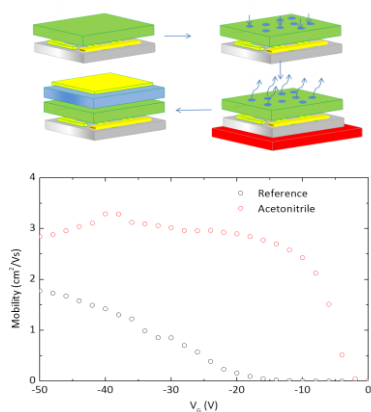 4
3
2
1
0
Mobility (cm²/Vs)
Reference
Acetonitrile
-50 -40 -30 -20 -10 0
V_G (V)